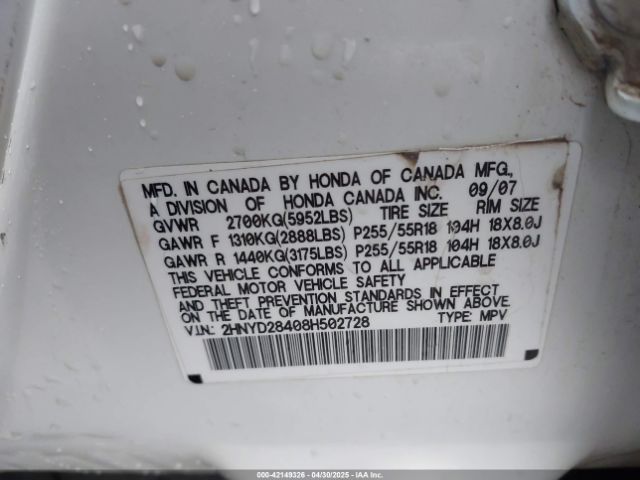 MFD. IN CANADA BY HONDA OF CANADA MFG.,
A DIVISION OF HONDA CANADA INC. 09/07
GVWR 2700KG(5952LBS) TIRE SIZE RIM SIZE
GAWR F 1310KG(2888LBS) P255/55R18 104H 18X8.0J
GAWR R 1440KG(3175LBS) P255/55R18 104H 18X8.0J
THIS VEHICLE CONFORMS TO ALL APPLICABLE
FEDERAL MOTOR VEHICLE SAFETY
AND THEFT PREVENTION STANDARDS IN EFFECT
ON THE DATE OF MANUFACTURE SHOWN ABOVE.
V.I.N.: 2HNYD28408H502728 TYPE: MPV
000-42149326 - 04/30/2025 - IAA Inc.